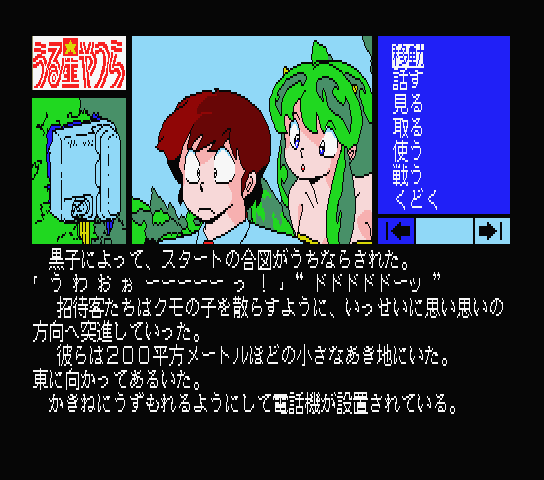 うる星やつら
移動
話す
見る
取る
使う
戦う
くどく
黒子によって、スタートの合図がうちならされた。
「うわおぉーーーーーっ！」“ドドドドドーッ”
招待客たちはクモの子を散らすように、いっせいに思い思いの
方向へ突進していった。
彼らは200平方メートルほどの小さなあき地にいた。
東に向かってあるいた。
かきねにうずもれるようにして電話機が設置されている。